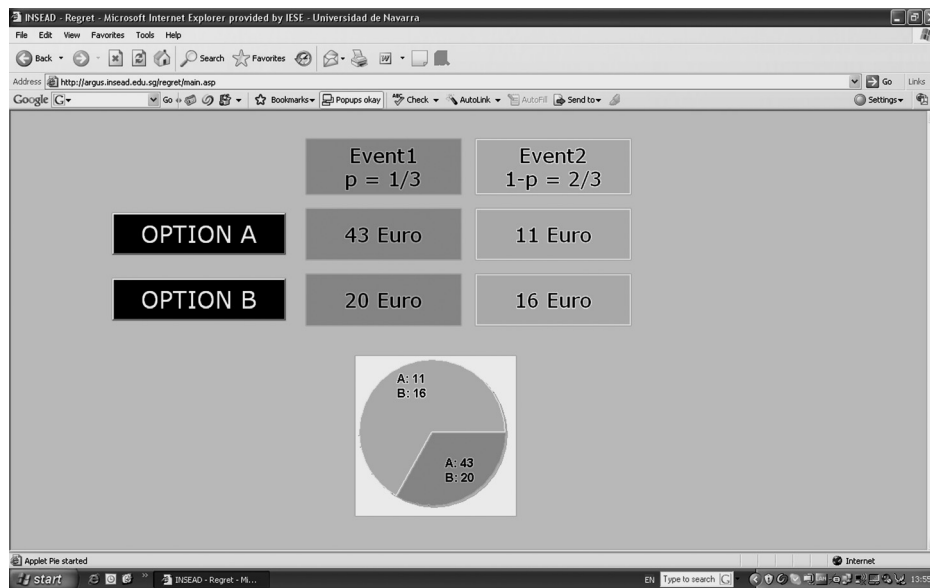 INSEAD - Regret - Microsoft Internet Explorer provided by IESE - Universidad de Navarra
File Edit View Favorites Tools Help
Back Search Favorites
Address http://argus.insead.edu.sg/regret/main.asp Go Links
Google G Go Bookmarks Popups okay Check AutoLink AutoFill Send to Settings
Event1 Event2
p = 1/3 1-p = 2/3
OPTION A 43 Euro 11 Euro
OPTION B 20 Euro 16 Euro
A: 11
B: 16
A: 43
B: 20
Applet Pie started Internet
start INSEAD - Regret - Mi... EN Type to search 13:55